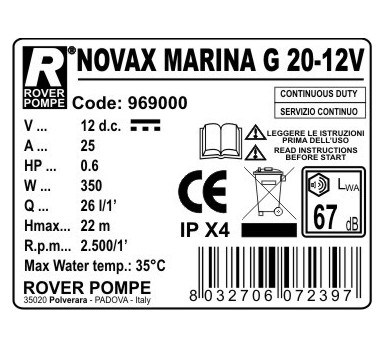 R NOVAX MARINA G 20-12V
ROVER
POMPE
Code: 969000
CONTINUOUS DUTY
SERVIZIO CONTINUO
V ... 12 d.c.
A ... 25
HP ... 0.6
W ... 350
Q ... 26 l/1'
Hmax... 22 m
R.p.m... 2.500/1'
Max Water temp.: 35°C
LEGGERE LE ISTRUZIONI
PRIMA DELL'USO
READ INSTRUCTIONS
BEFORE START
CE
IP X4
LWA
67 dB
ROVER POMPE
35020 Polverara - PADOVA - Italy
8 032706 072397